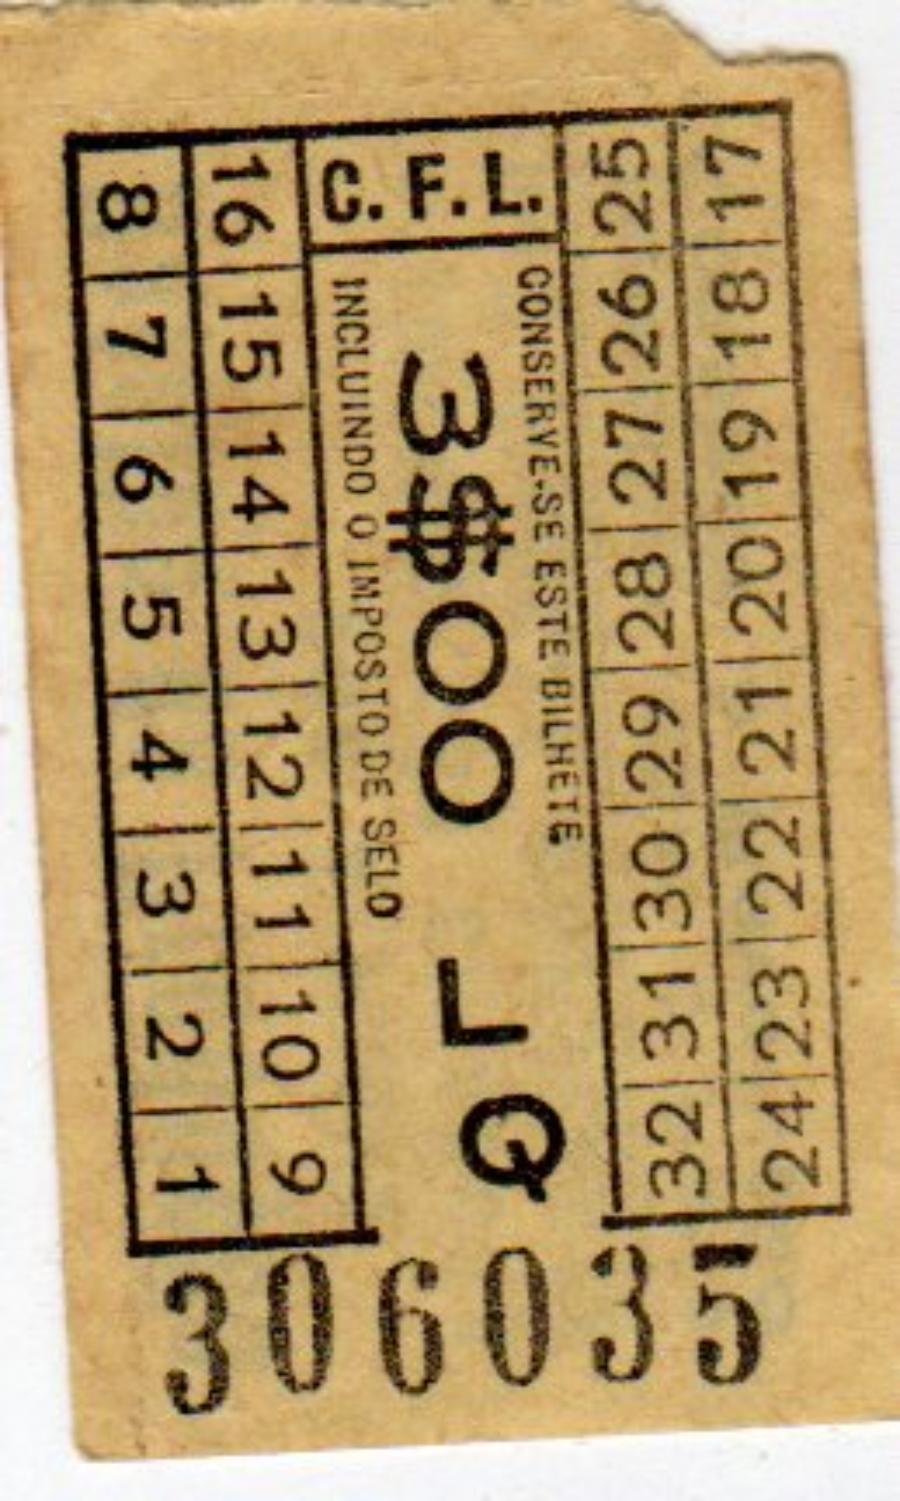 C. F. L.
17 18 19 20 21 22 23 24
25 26 27 28 29 30 31 32
CONSERVE-SE ESTE BILHETE
3$00 L Q
INCLUINDO O IMPOSTO DE SELO
16 15 14 13 12 11 10 9
8 7 6 5 4 3 2 1
306035